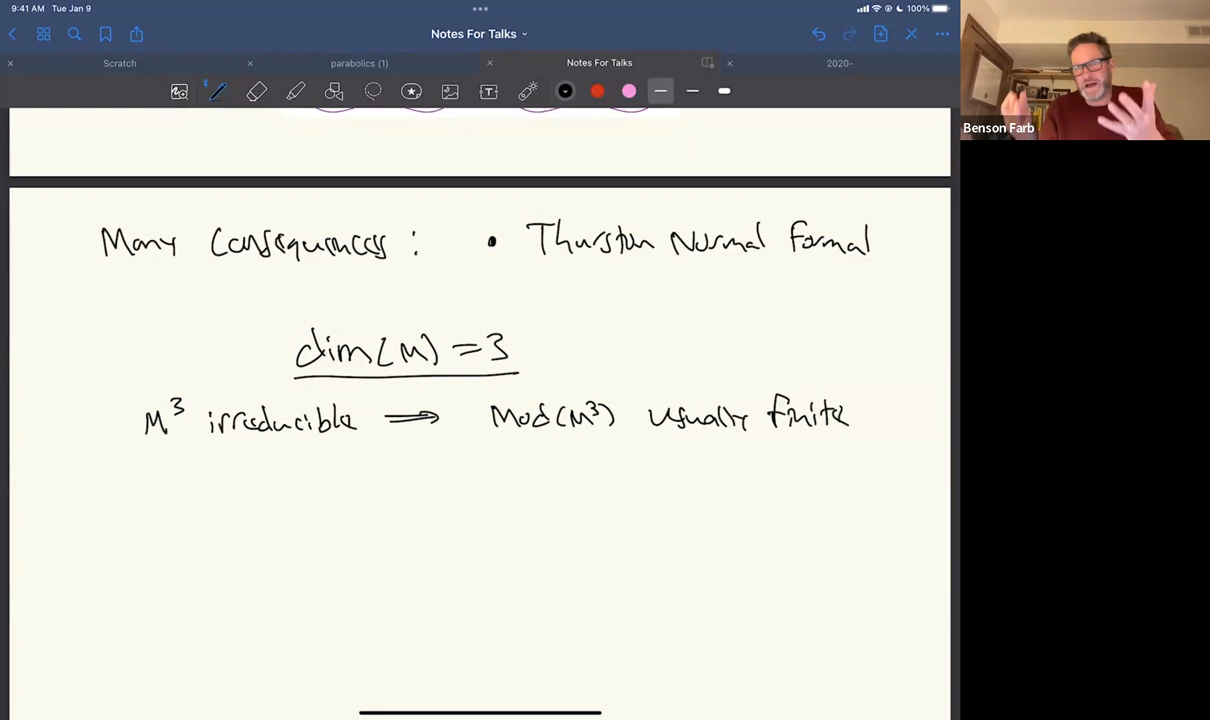 9:41 AM Tue Jan 9
100%
Notes For Talks
Scratch
parabolics (1)
Notes For Talks
2020-
T
Benson Farb
Many Consequences : • Thurston Normal Formal
dim(M) = 3
M³ irreducible ⟹ Mod(M³) usually finite